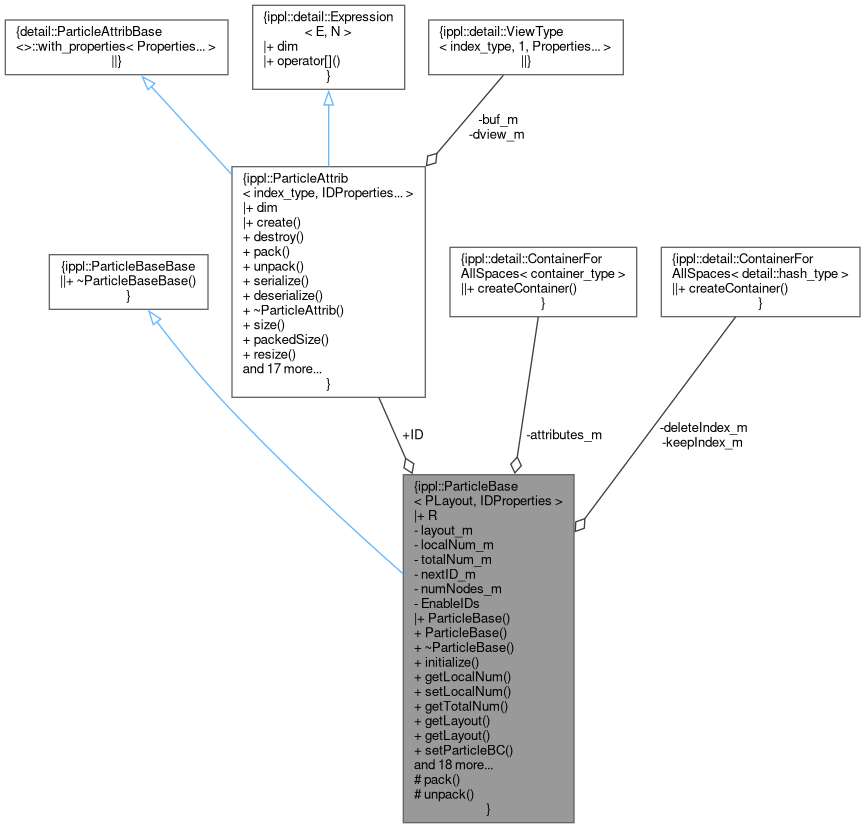 {detail::ParticleAttribBase
<>::with_properties< Properties... >
||}
{ippl::detail::Expression
< E, N >
|+ dim
|+ operator[]()
}
{ippl::detail::ViewType
< index_type, 1, Properties... >
||}
-buf_m
-dview_m
{ippl::ParticleAttrib
< index_type, IDProperties... >
|+ dim
|+ create()
+ destroy()
+ pack()
+ unpack()
+ serialize()
+ deserialize()
+ ~ParticleAttrib()
+ size()
+ packedSize()
+ resize()
and 17 more...
}
{ippl::ParticleBaseBase
||+ ~ParticleBaseBase()
}
{ippl::detail::ContainerFor
AllSpaces< container_type >
||+ createContainer()
}
{ippl::detail::ContainerFor
AllSpaces< detail::hash_type >
||+ createContainer()
}
+ID
-attributes_m
-deleteIndex_m
-keepIndex_m
{ippl::ParticleBase
< PLayout, IDProperties >
|+ R
- layout_m
- localNum_m
- totalNum_m
- nextID_m
- numNodes_m
- EnableIDs
|+ ParticleBase()
+ ParticleBase()
+ ~ParticleBase()
+ initialize()
+ getLocalNum()
+ setLocalNum()
+ getTotalNum()
+ getLayout()
+ getLayout()
+ setParticleBC()
and 18 more...
# pack()
# unpack()
}